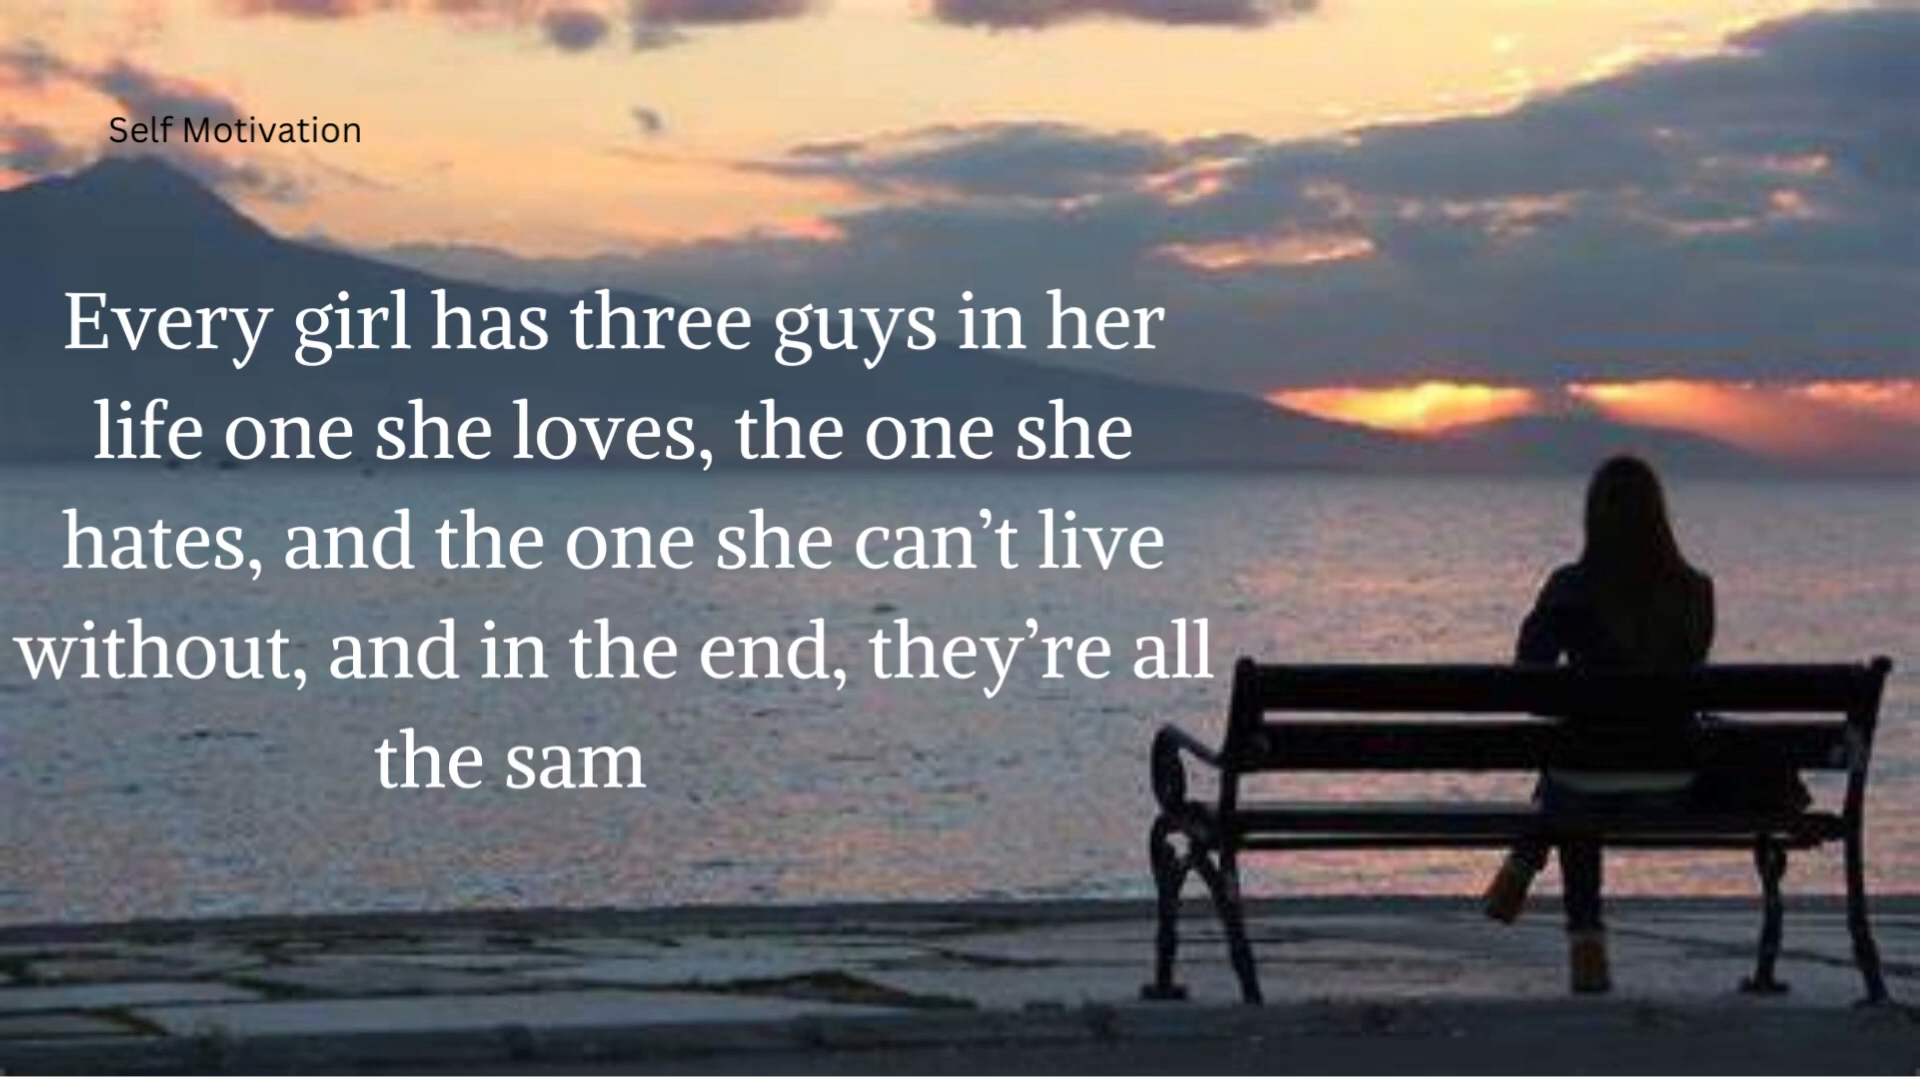 Self Motivation
Every girl has three guys in her
life one she loves, the one she
hates, and the one she can’t live
without, and in the end, they’re all
the sam